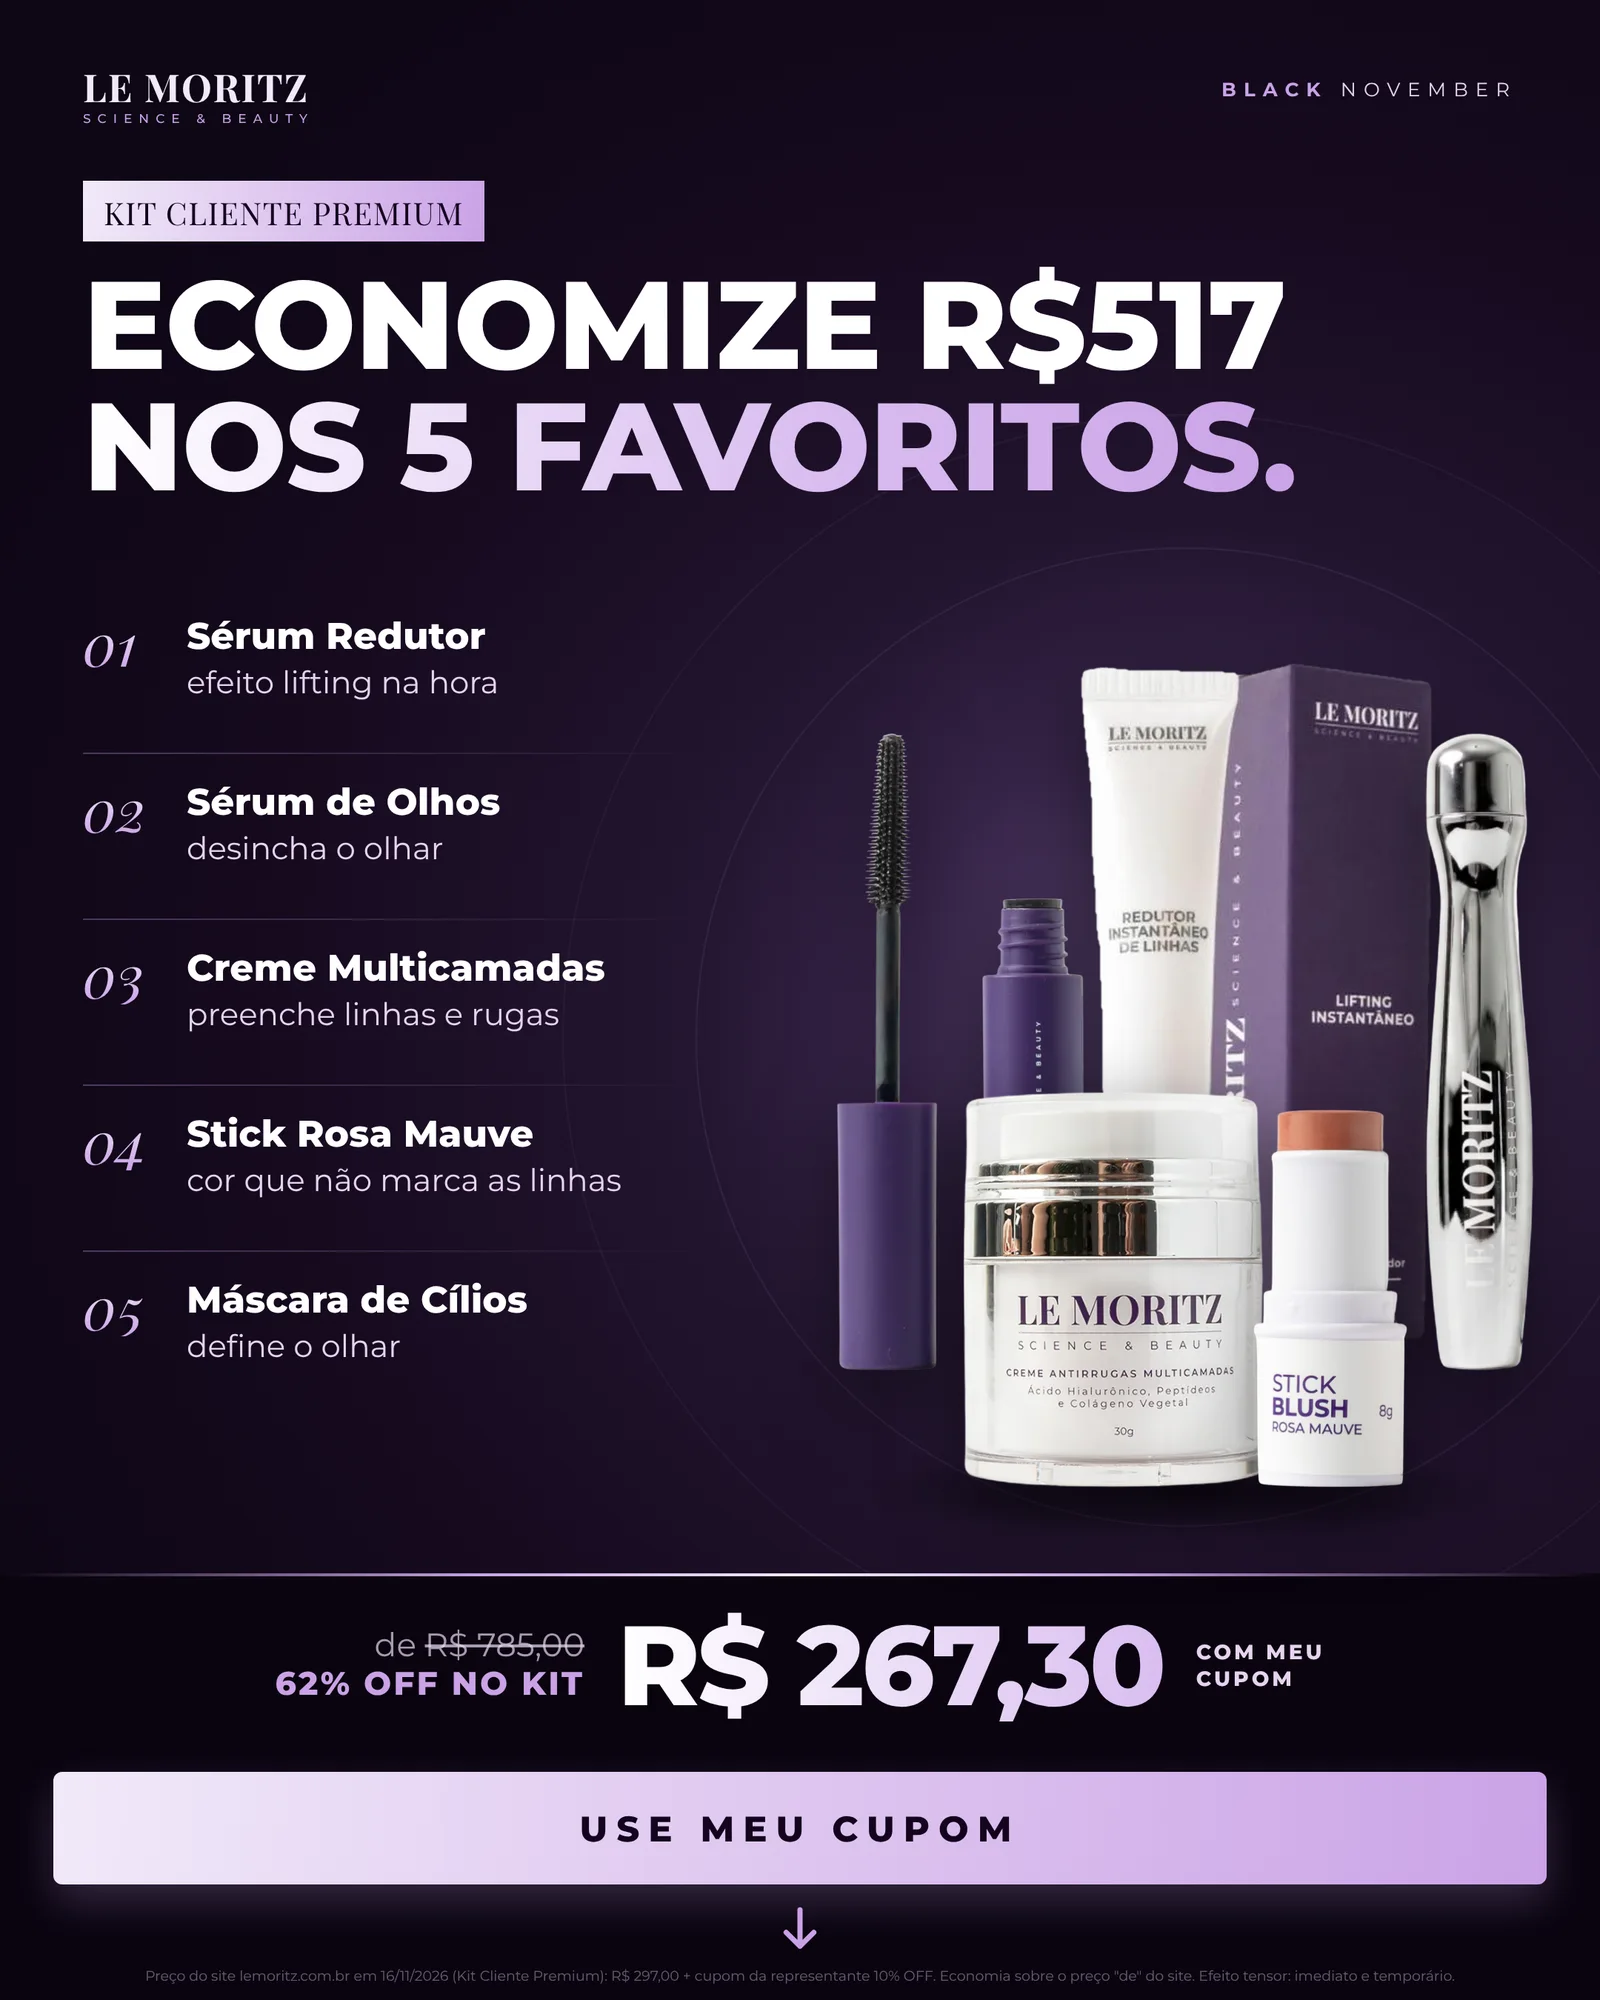 LE MORITZ
SCIENCE & BEAUTY
BLACK NOVEMBER
KIT CLIENTE PREMIUM
ECONOMIZE R$517
NOS 5 FAVORITOS.
01
Sérum Redutor
efeito lifting na hora
02
Sérum de Olhos
desincha o olhar
03
Creme Multicamadas
preenche linhas e rugas
04
Stick Rosa Mauve
cor que não marca as linhas
05
Máscara de Cílios
define o olhar
LE MORITZ
SCIENCE & BEAUTY
REDUTOR
INSTANTÂNEO
DE LINHAS
LE MORITZ
SCIENCE & BEAUTY
LIFTING
INSTANTÂNEO
RITZ SCIENCE & BEAUTY
E & BEAUTY
LE MORITZ
LE MORITZ
SCIENCE & BEAUTY
CREME ANTIRRUGAS MULTICAMADAS
Ácido Hialurônico, Peptídeos
e Colágeno Vegetal
30g
STICK
BLUSH
ROSA MAUVE
8g
de R$ 785,00
62% OFF NO KIT
R$ 267,30
COM MEU
CUPOM
USE MEU CUPOM
Preço do site lemoritz.com.br em 16/11/2026 (Kit Cliente Premium): R$ 297,00 + cupom da representante 10% OFF. Economia sobre o preço "de" do site. Efeito tensor: imediato e temporário.